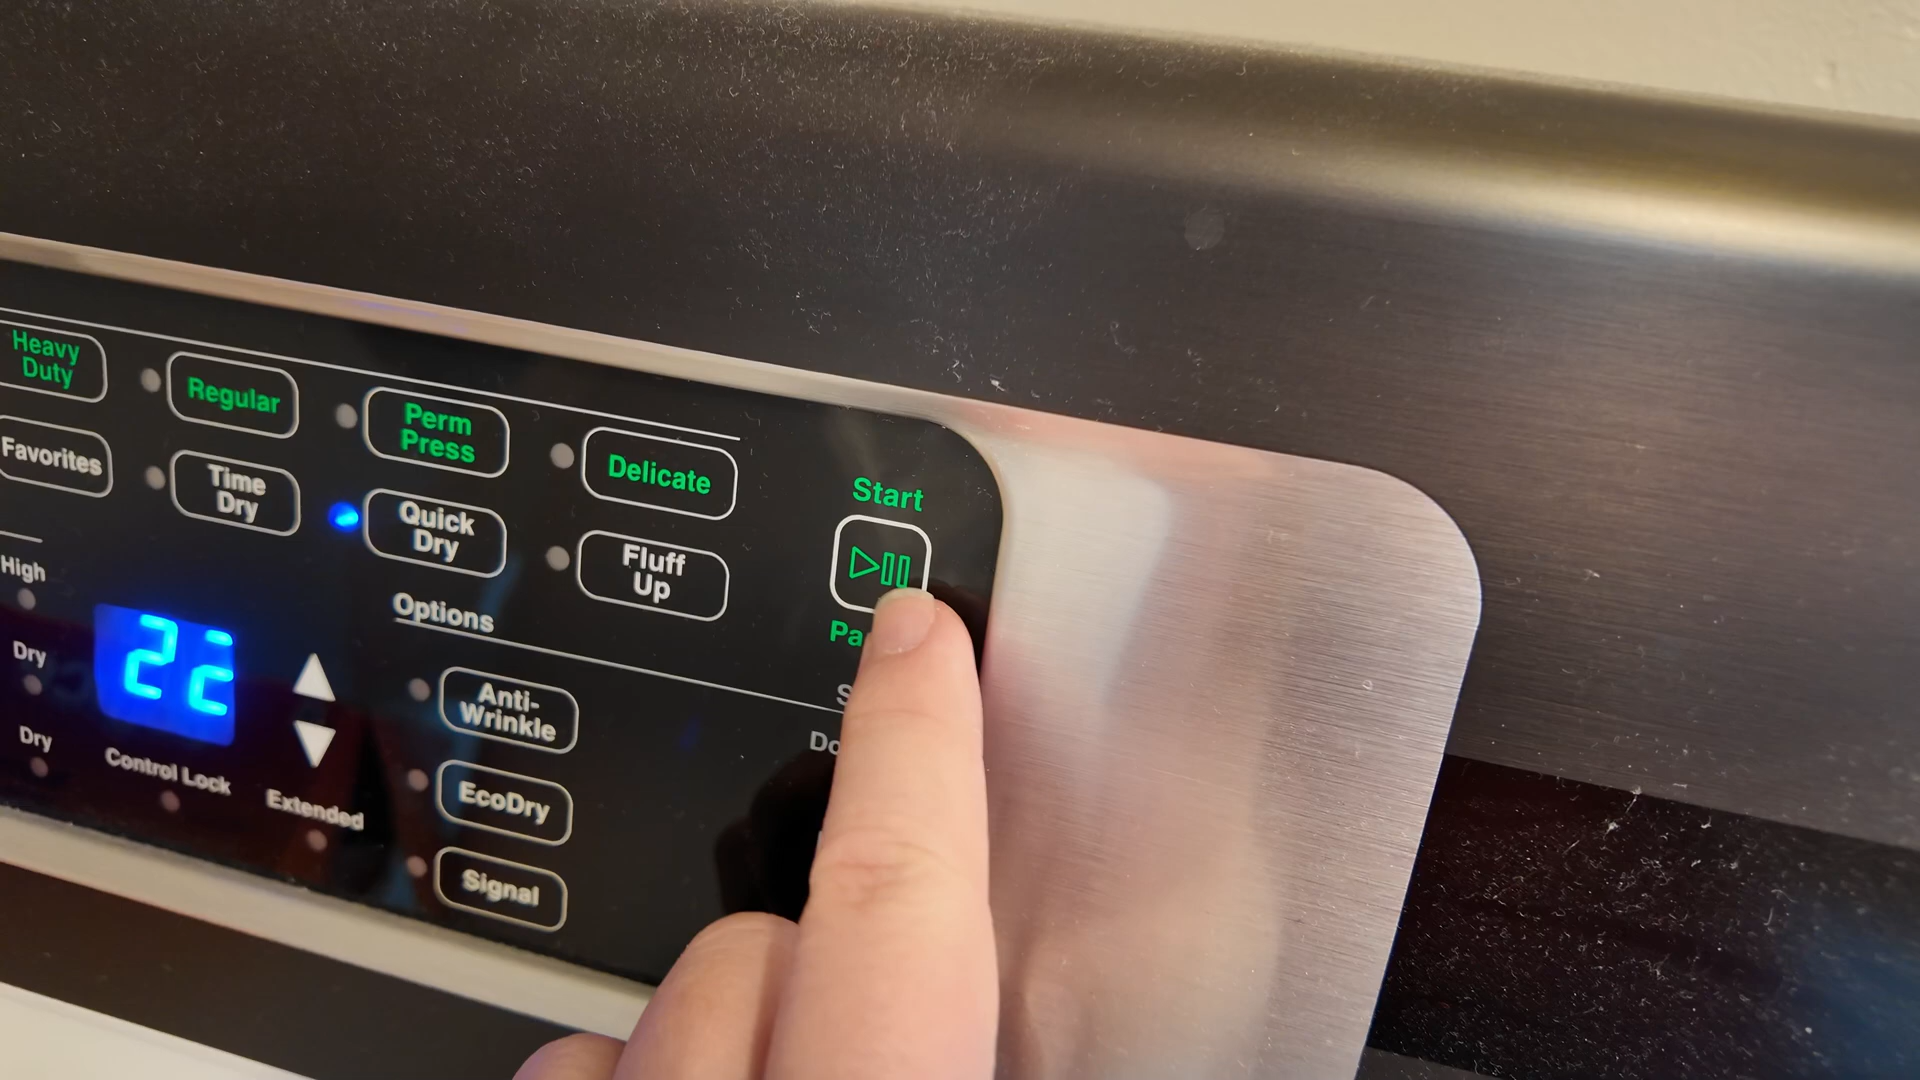 Heavy
Duty
Regular
Perm
Press
Delicate
Start
Favorites
Time
Dry
Quick
Dry
Fluff
Up
High
Options
Dry
Anti-
Wrinkle
Dry
Control Lock
Extended
EcoDry
Signal